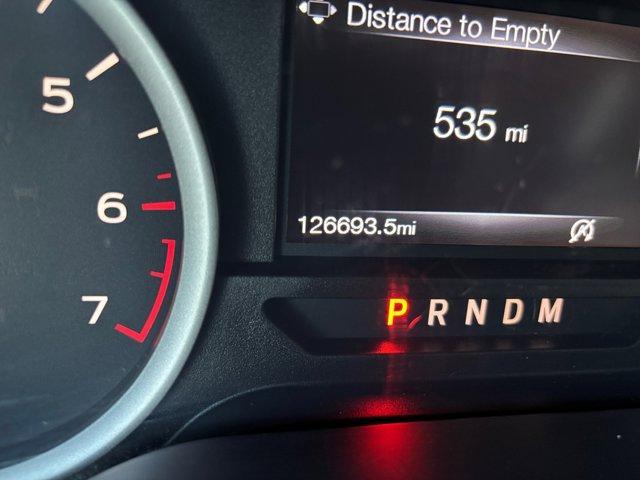 Distance to Empty
5
535 mi
6
126693.5mi
7
P R N D M